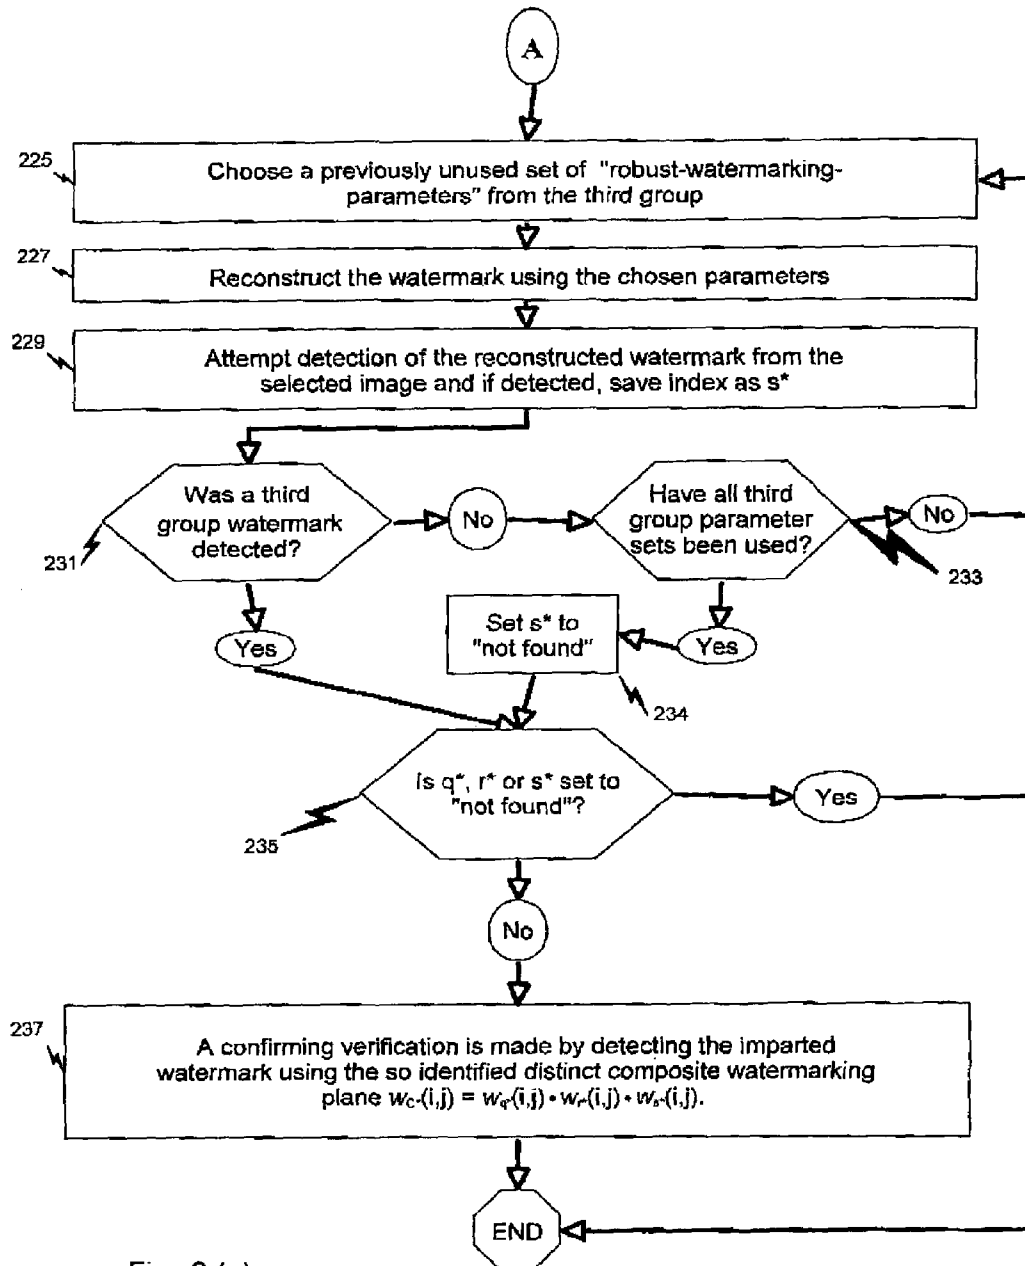 A
225
Choose a previously unused set of "robust-watermarking-
parameters" from the third group
227
Reconstruct the watermark using the chosen parameters
229
Attempt detection of the reconstructed watermark from the
selected image and if detected, save index as s*
Was a third
group watermark
detected?
231
No
Have all third
group parameter
sets been used?
No
233
Yes
Set s* to
"not found"
Yes
234
Is q*, r* or s* set to
"not found"?
235
Yes
No
237
A confirming verification is made by detecting the imparted
watermark using the so identified distinct composite watermarking
plane w_c*(i,j) = w_q*(i,j) • w_r*(i,j) • w_s*(i,j).
END